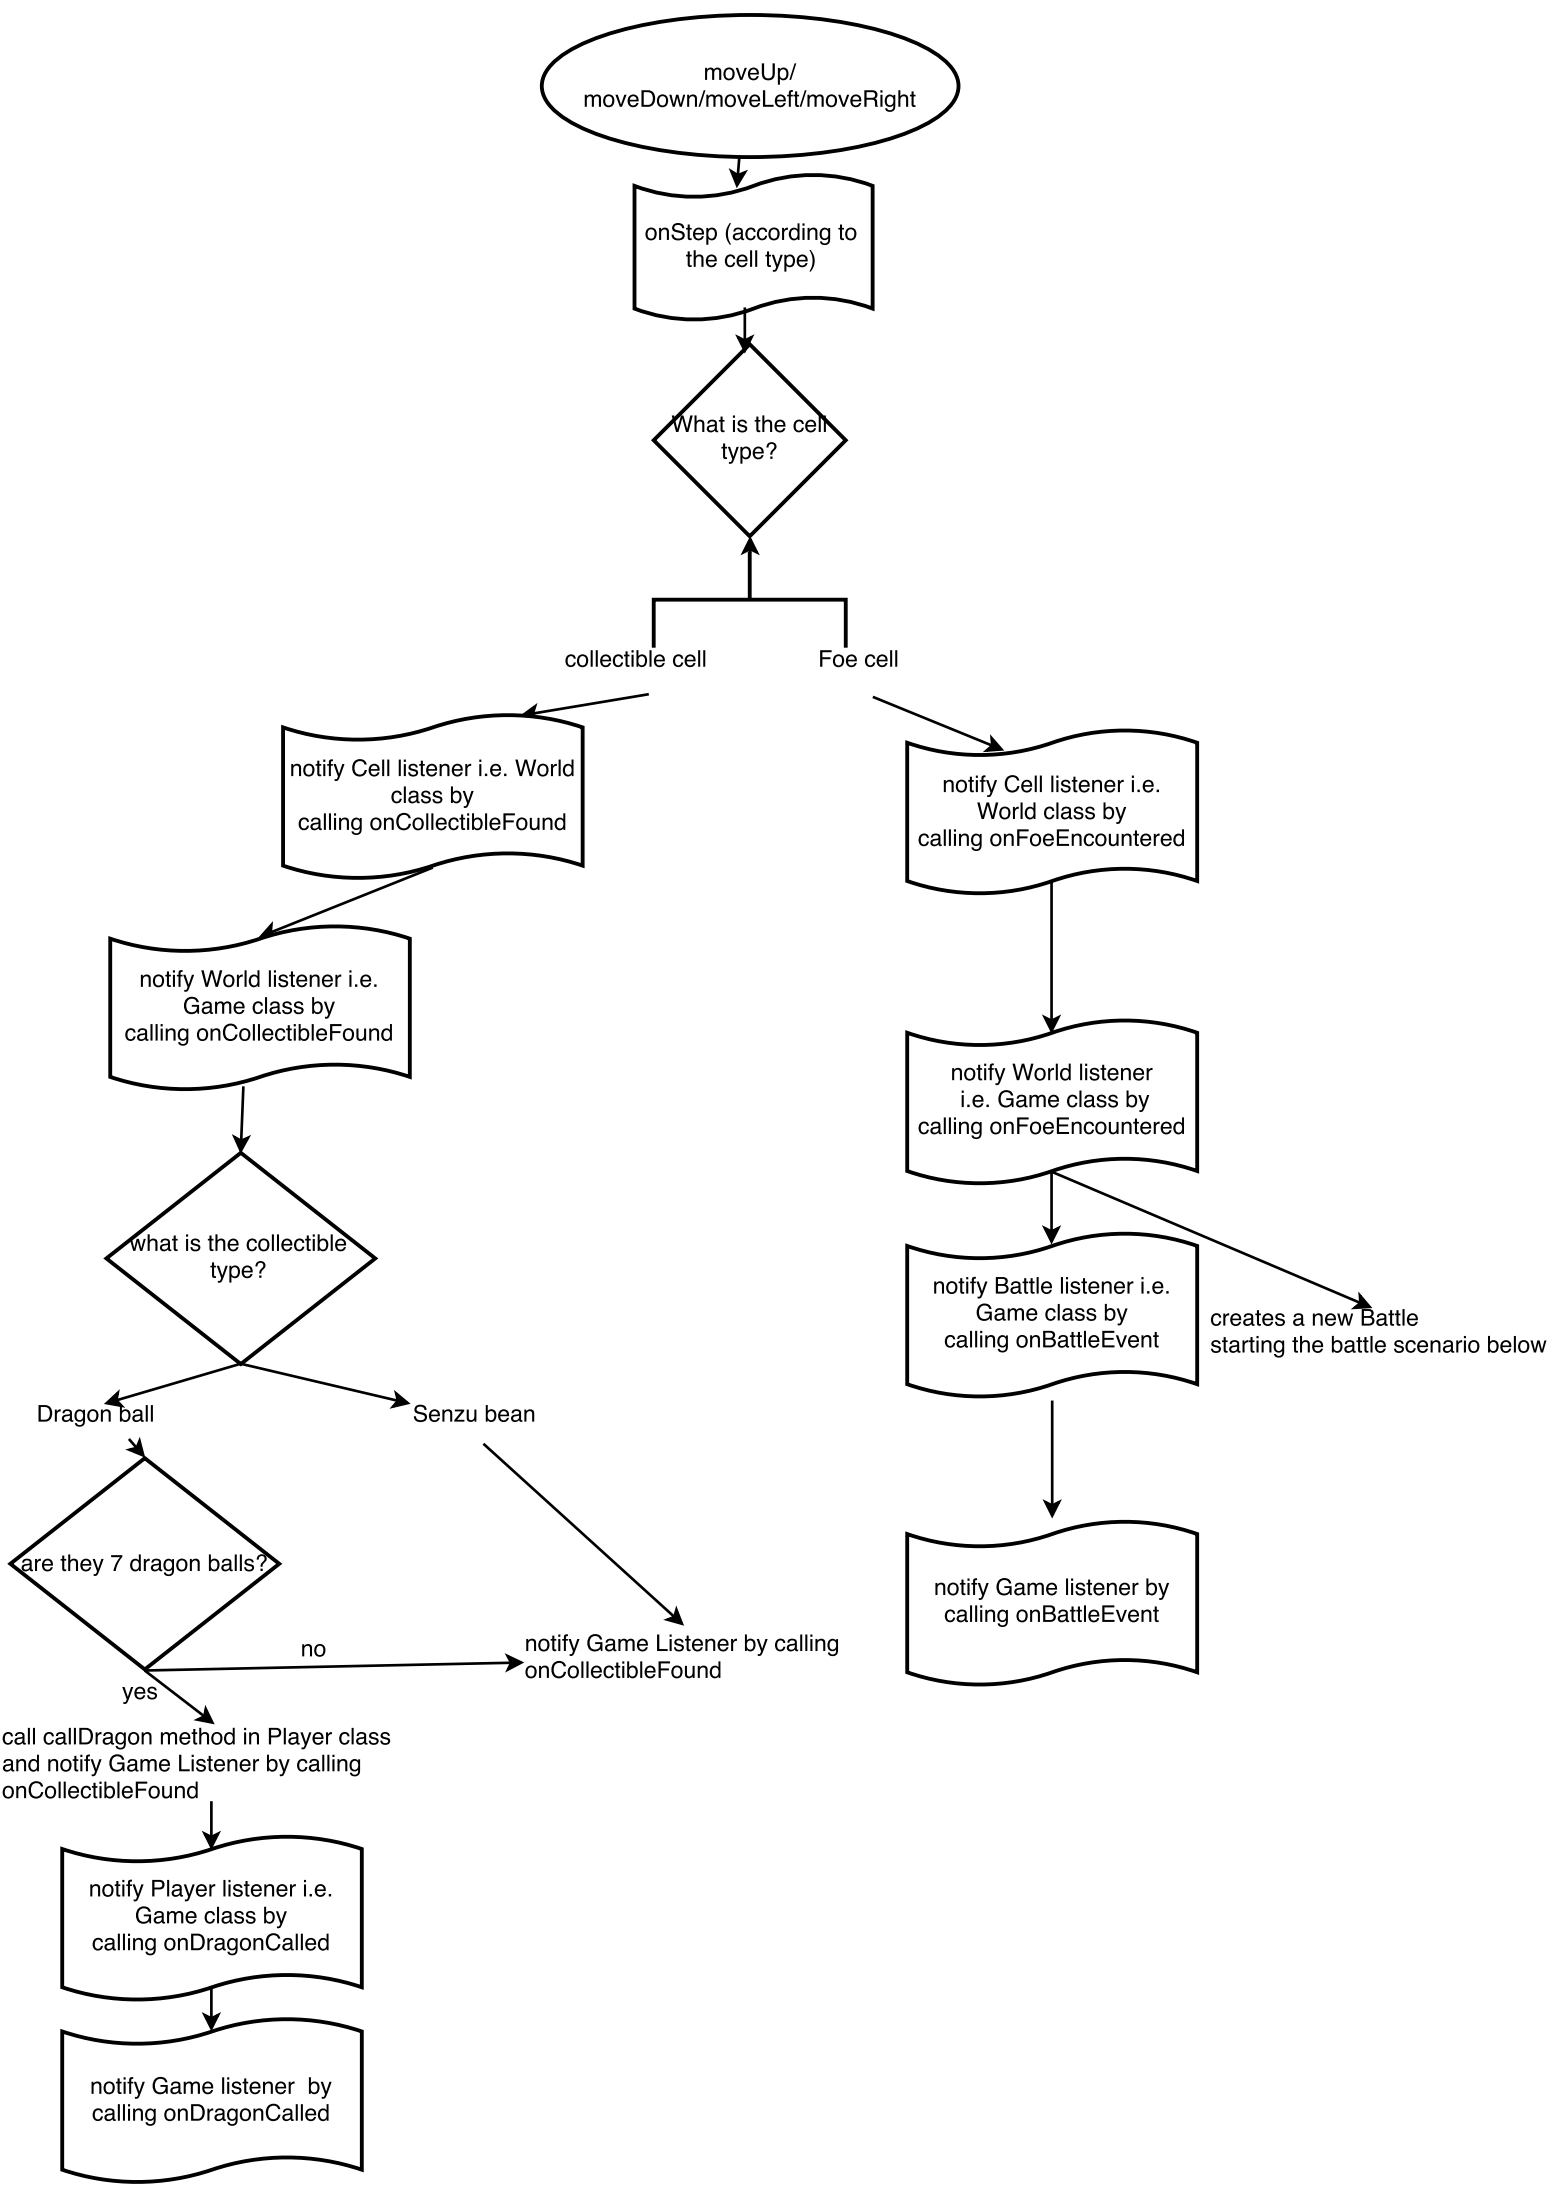 moveUp/
moveDown/moveLeft/moveRight
onStep (according to
the cell type)
What is the cell
type?
collectible cell
Foe cell
notify Cell listener i.e. World
class by
calling onCollectibleFound
notify Cell listener i.e.
World class by
calling onFoeEncountered
notify World listener i.e.
Game class by
calling onCollectibleFound
notify World listener
i.e. Game class by
calling onFoeEncountered
what is the collectible
type?
notify Battle listener i.e.
Game class by
calling onBattleEvent
creates a new Battle
starting the battle scenario below
Dragon ball
Senzu bean
are they 7 dragon balls?
notify Game listener by
calling onBattleEvent
no
notify Game Listener by calling
onCollectibleFound
yes
call callDragon method in Player class
and notify Game Listener by calling
onCollectibleFound
notify Player listener i.e.
Game class by
calling onDragonCalled
notify Game listener  by
calling onDragonCalled